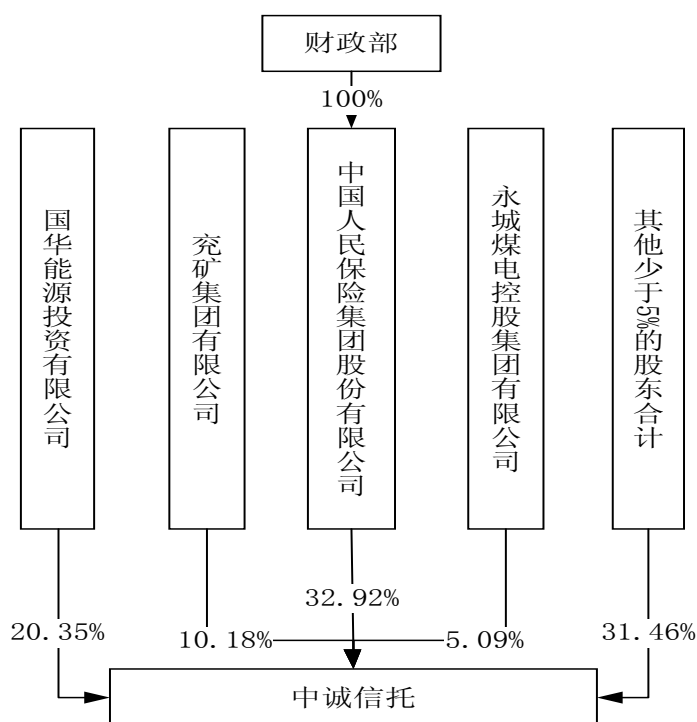 财政部
100%
国华能源投资有限公司
兖矿集团有限公司
中国人民保险集团股份有限公司
永城煤电控股集团有限公司
其他少于5%的股东合计
20.35%
10.18%
32.92%
5.09%
31.46%
中诚信托